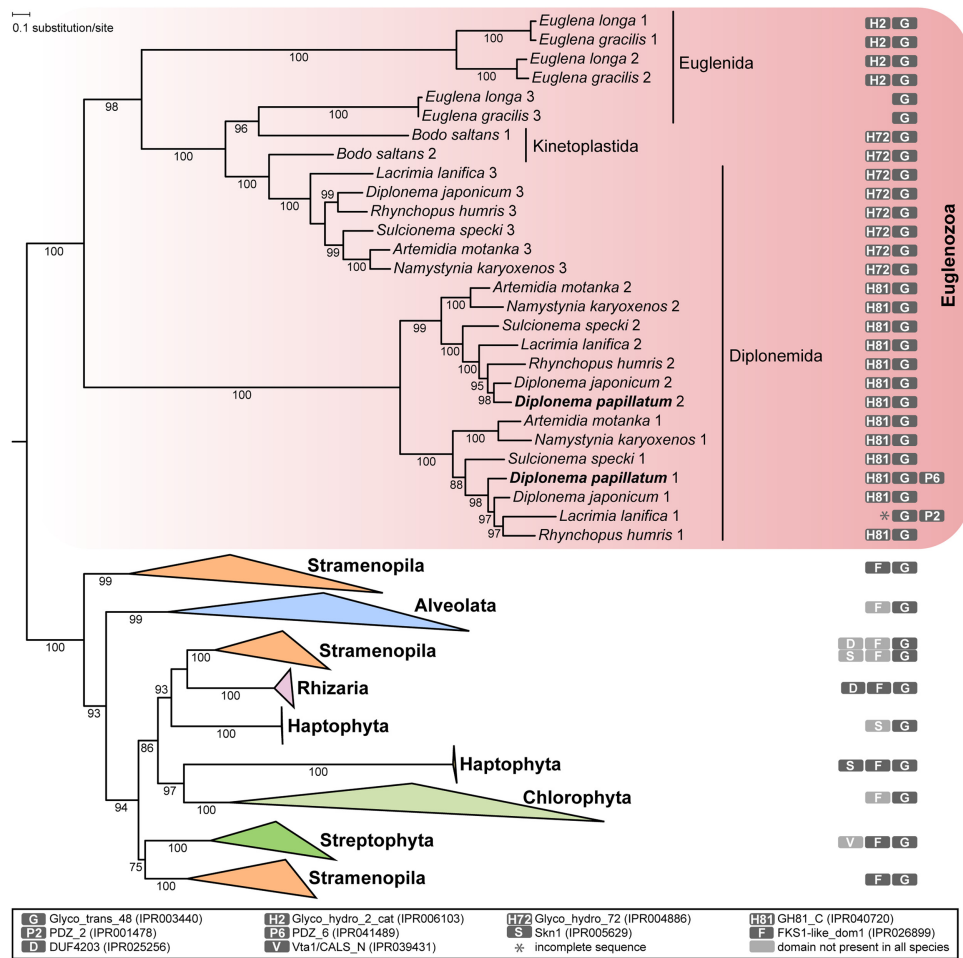 0.1 substitution/site
Euglena longa 1 H2 G
100
Euglena gracilis 1 H2 G
Euglena longa 2 H2 G
Euglenida
100
100
Euglena gracilis 2 H2 G
98
Euglena longa 3 G
100
Euglena gracilis 3 G
96
Bodo saltans 1 H72 G
Kinetoplastida
100
Bodo saltans 2 H72 G
100
Lacrimia lanifica 3 H72 G
99
Diplonema japonicum 3 H72 G
100
Rhynchopus humris 3 H72 G
Sulcionema specki 3 H72 G
100
99
Artemidia motanka 3 H72 G
100
Namystynia karyoxenos 3 H72 G
Euglenozoa
Artemidia motanka 2 H81 G
100
Namystynia karyoxenos 2 H81 G
99
Sulcionema specki 2 H81 G
100
Lacrimia lanifica 2 H81 G
Diplonemida
100
Rhynchopus humris 2 H81 G
95
Diplonema japonicum 2 H81 G
100
98
Diplonema papillatum 2 H81 G
Artemidia motanka 1 H81 G
100
Namystynia karyoxenos 1 H81 G
100
Sulcionema specki 1 H81 G
88
Diplonema papillatum 1 H81 G P6
98
Diplonema japonicum 1 H81 G
97
Lacrimia lanifica 1 * G P2
97
Rhynchopus humris 1 H81 G
Stramenopila F G
99
Alveolata F G
99
100
Stramenopila D F G
S F G
100
93
Rhizaria D F G
100
93
Haptophyta S G
100
86
Haptophyta S F G
100
97
Chlorophyta F G
100
94
Streptophyta V F G
100
75
Stramenopila F G
100
G Glyco_trans_48 (IPR003440) H2 Glyco_hydro_2_cat (IPR006103) H72 Glyco_hydro_72 (IPR004886) H81 GH81_C (IPR040720)
P2 PDZ_2 (IPR001478) P6 PDZ_6 (IPR041489) S Skn1 (IPR005629) F FKS1-like_dom1 (IPR026899)
D DUF4203 (IPR025256) V Vta1/CALS_N (IPR039431) * incomplete sequence domain not present in all species